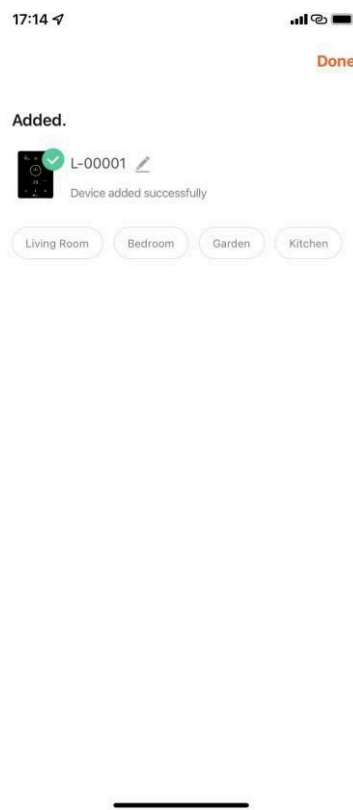 17:14
Done
Added.
L-00001
Device added successfully
Living Room
Bedroom
Garden
Kitchen